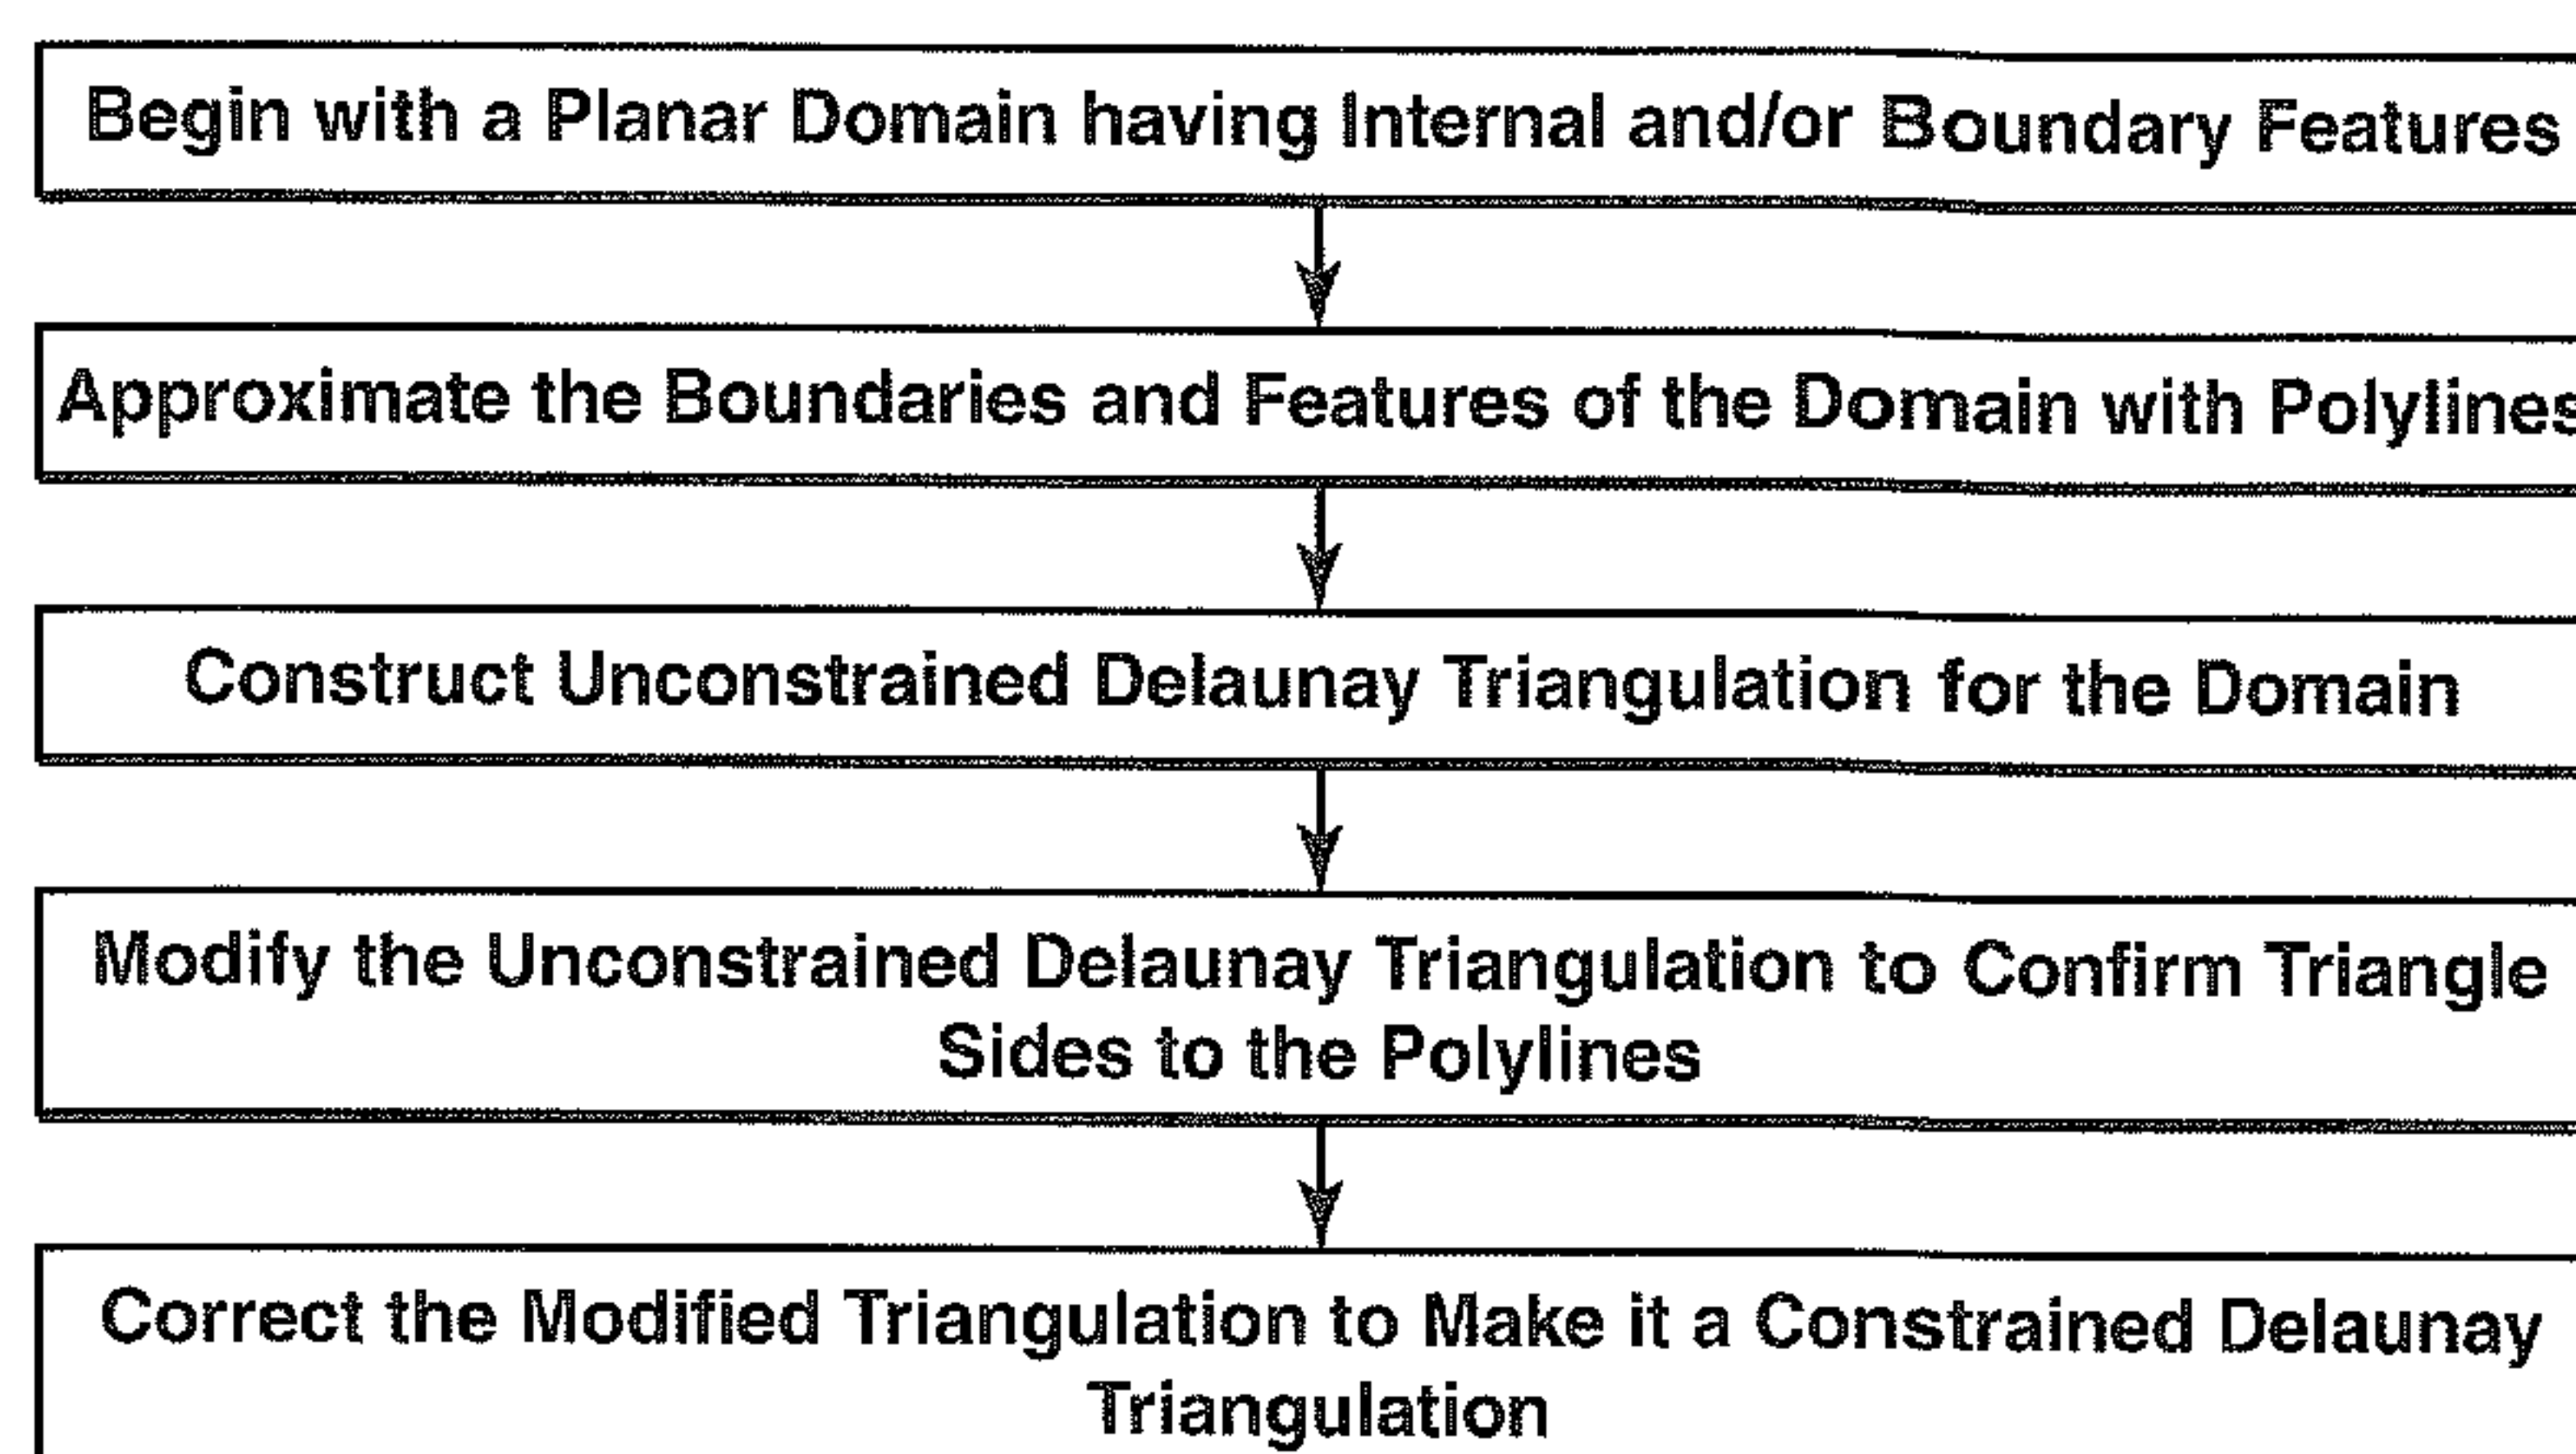 Begin with a Planar Domain having Internal and/or Boundary Features
Approximate the Boundaries and Features of the Domain with Polylines
Construct Unconstrained Delaunay Triangulation for the Domain
Modify the Unconstrained Delaunay Triangulation to Confirm Triangle
Sides to the Polylines
Correct the Modified Triangulation to Make it a Constrained Delaunay
Triangulation